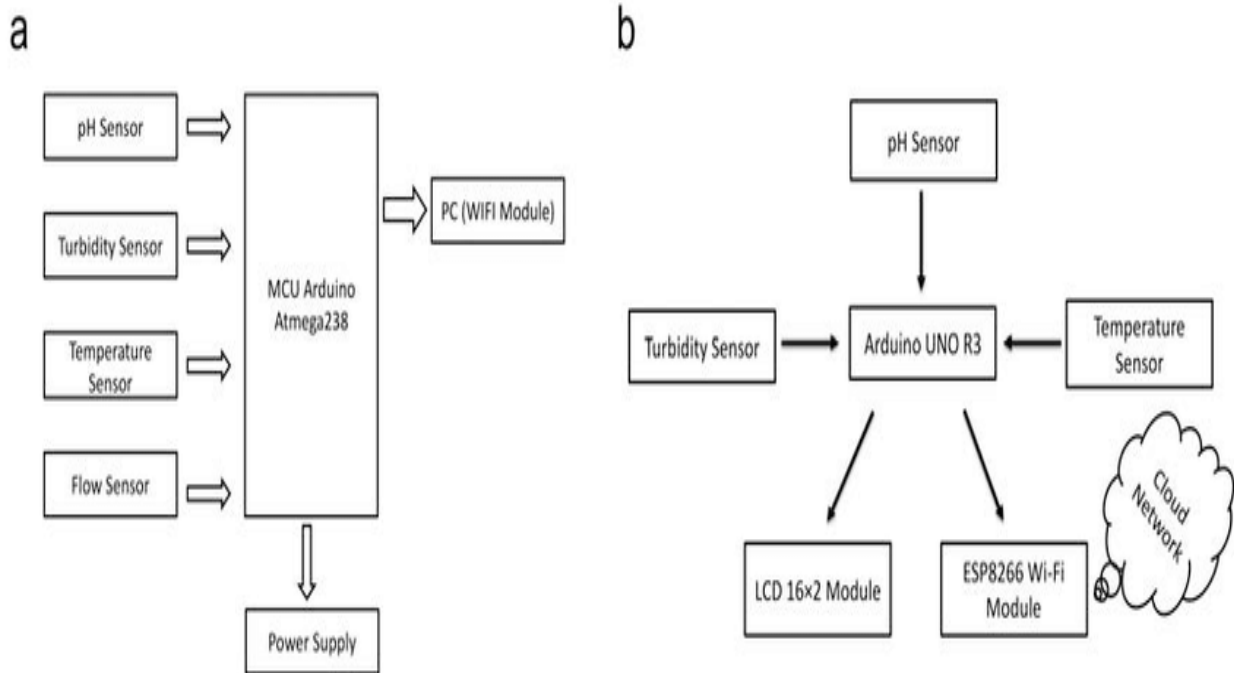 a
pH Sensor
Turbidity Sensor
Temperature
Sensor
Flow Sensor
MCU Arduino
Atmega238
PC (WIFI Module)
Power Supply
b
pH Sensor
Turbidity Sensor
Arduino UNO R3
Temperature
Sensor
LCD 16×2 Module
ESP8266 Wi-Fi
Module
Cloud
Network